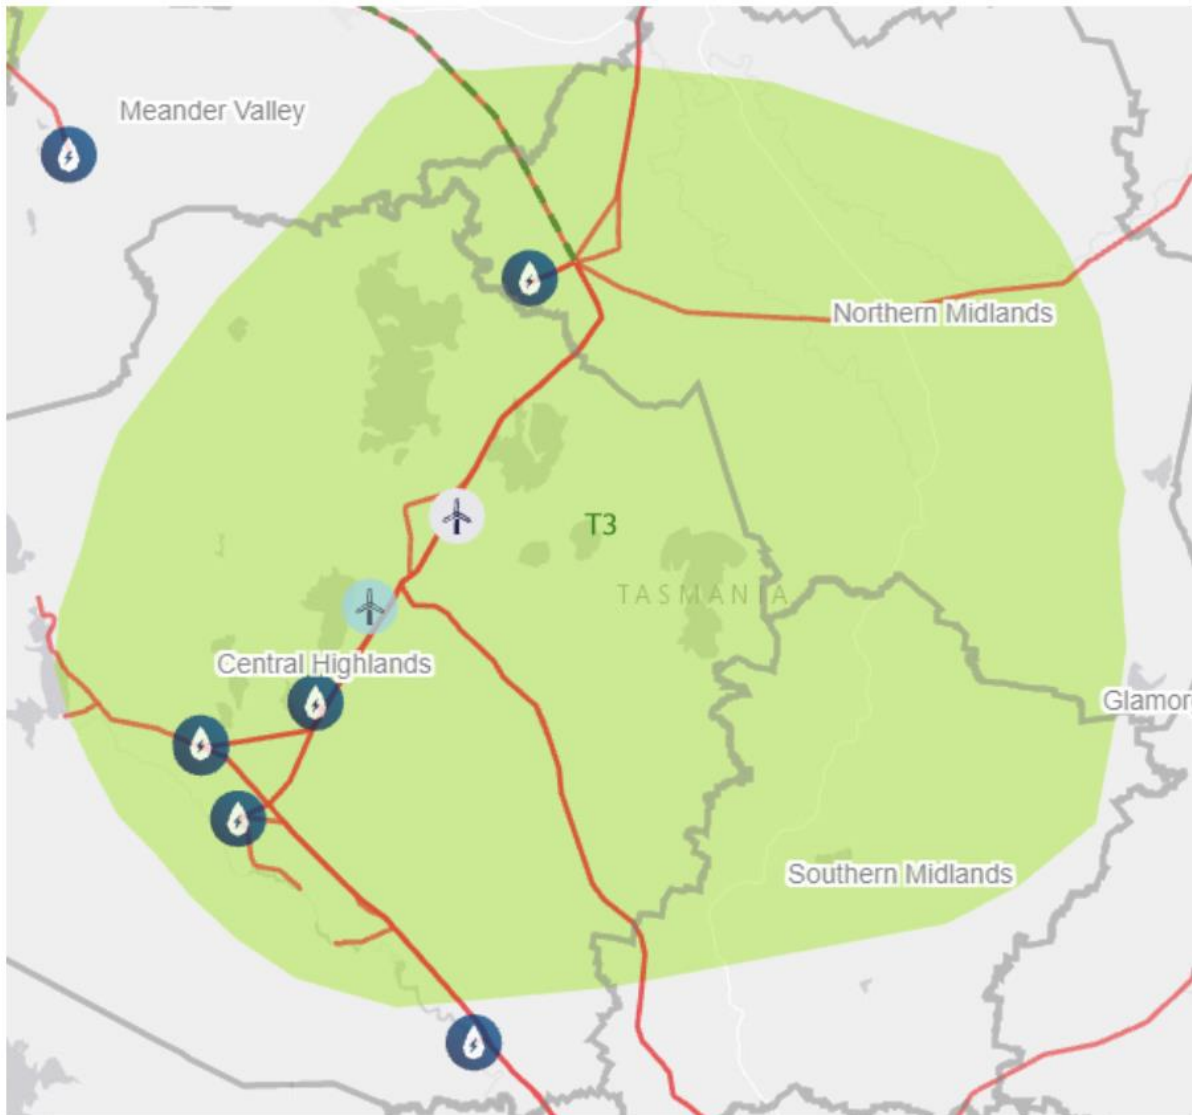 Meander Valley
Northern Midlands
T3
TASMANIA
Central Highlands
Glamor
Southern Midlands